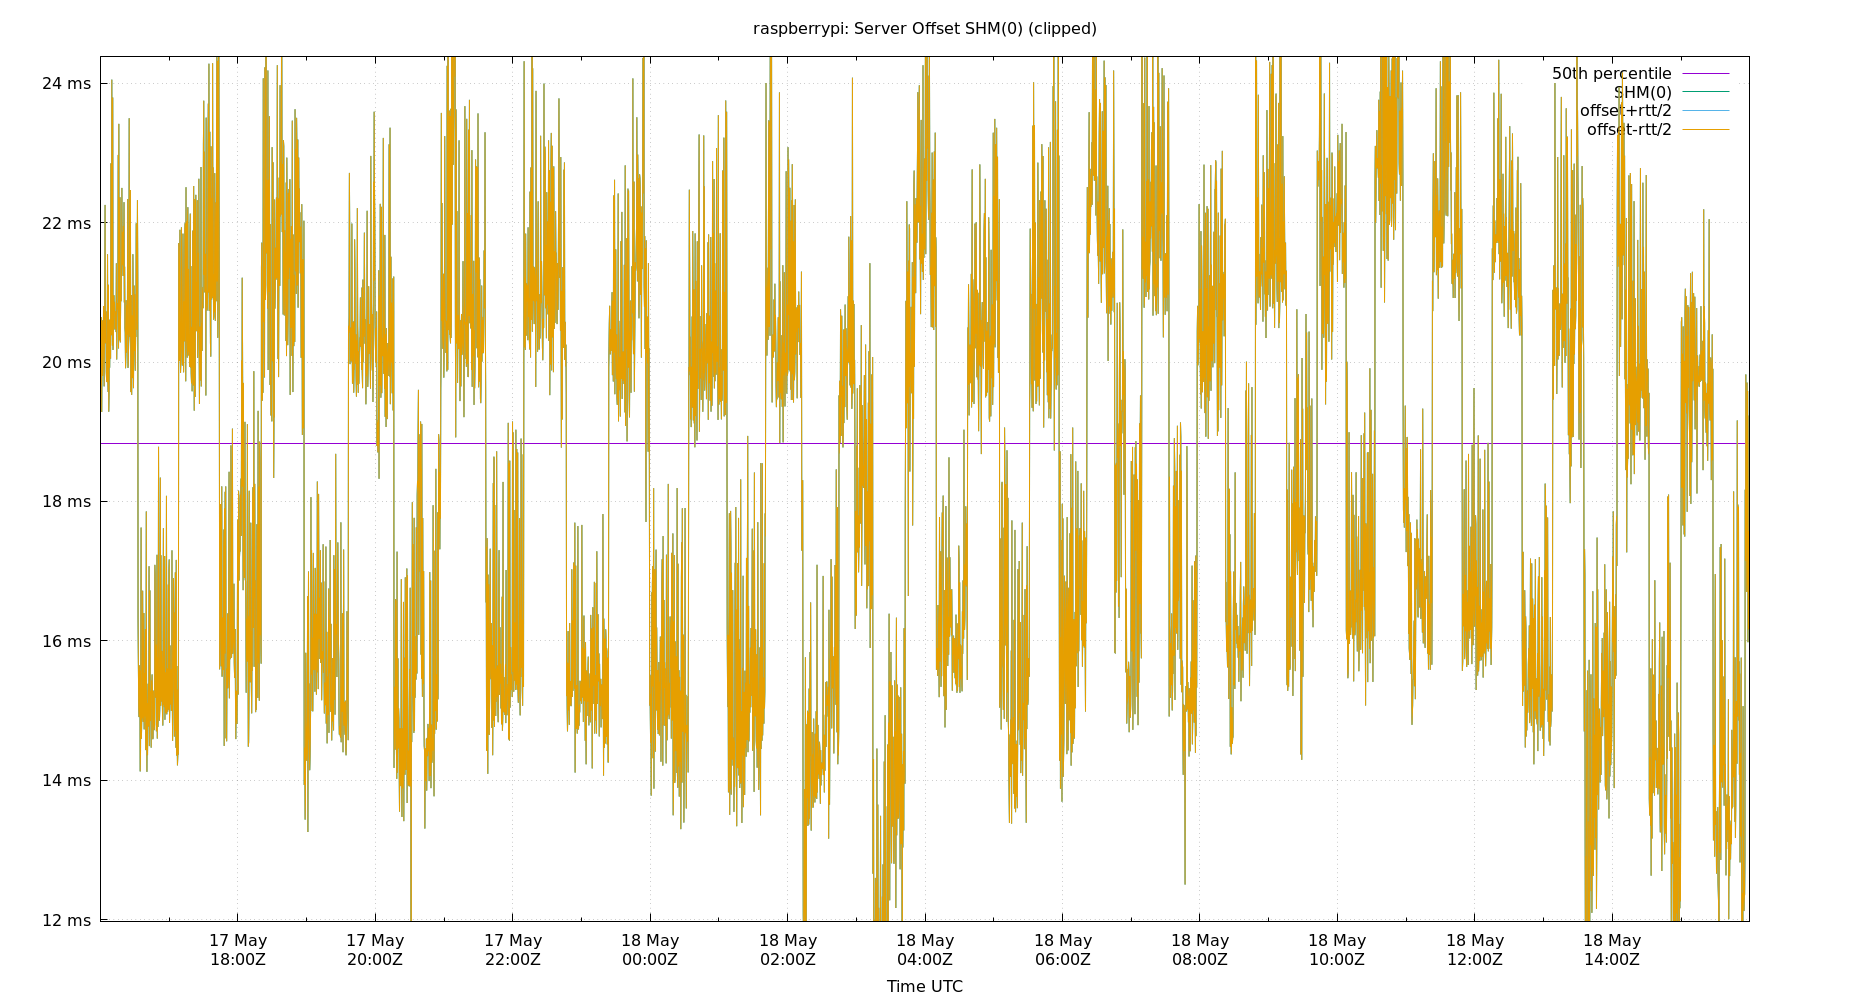 raspberrypi: Server Offset SHM(0) (clipped)
24 ms
22 ms
20 ms
18 ms
16 ms
14 ms
12 ms
50th percentile
SHM(0)
offset+rtt/2
offset-rtt/2
17 May
18:00Z
17 May
20:00Z
17 May
22:00Z
18 May
00:00Z
18 May
02:00Z
18 May
04:00Z
18 May
06:00Z
18 May
08:00Z
18 May
10:00Z
18 May
12:00Z
18 May
14:00Z
Time UTC